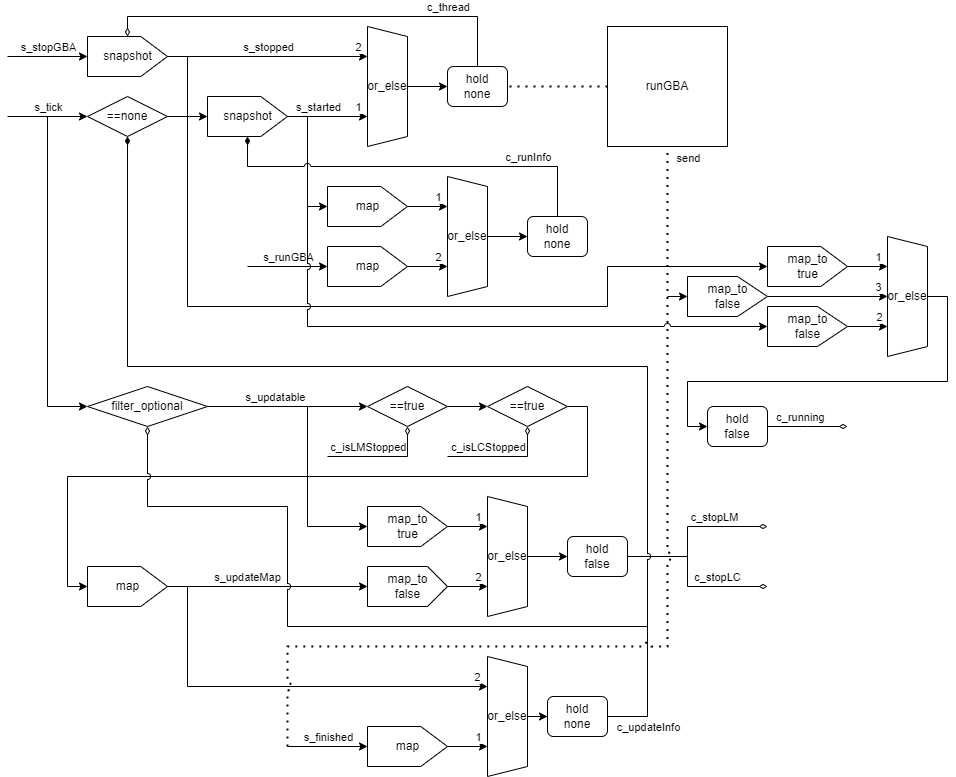 c_thread
s_stopGBA
snapshot
s_stopped
2
or_else
hold
none
runGBA
s_tick
==none
snapshot
s_started
1
send
c_runInfo
map
1
or_else
hold
none
s_runGBA
map
2
map_to
true
1
map_to
false
3
or_else
map_to
false
2
filter_optional
s_updatable
==true
==true
c_isLMStopped
c_isLCStopped
hold
false
c_running
map_to
true
1
or_else
hold
false
c_stopLM
c_stopLC
map
s_updateMap
map_to
false
2
2
or_else
hold
none
c_updateInfo
s_finished
map
1